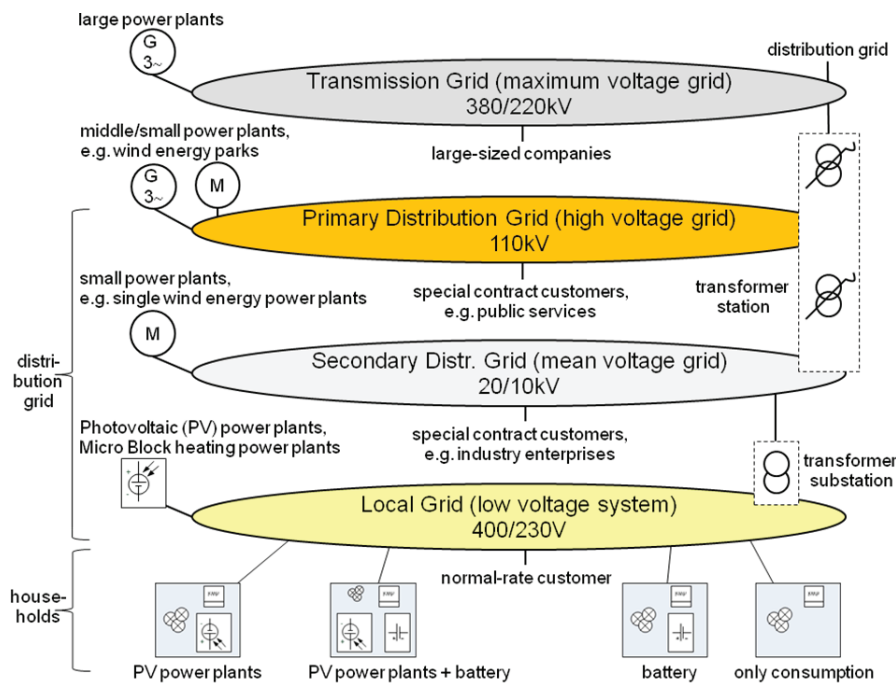 large power plants
G
3~
distribution grid
Transmission Grid (maximum voltage grid)
380/220kV
middle/small power plants,
e.g. wind energy parks
large-sized companies
G
3~
M
Primary Distribution Grid (high voltage grid)
110kV
small power plants,
e.g. single wind energy power plants
special contract customers,
e.g. public services
transformer
station
M
Secondary Distr. Grid (mean voltage grid)
20/10kV
distri-
bution
grid
Photovoltaic (PV) power plants,
Micro Block heating power plants
special contract customers,
e.g. industry enterprises
transformer
substation
+
-
Local Grid (low voltage system)
400/230V
normal-rate customer
house-
holds
PV power plants
PV power plants + battery
battery
only consumption